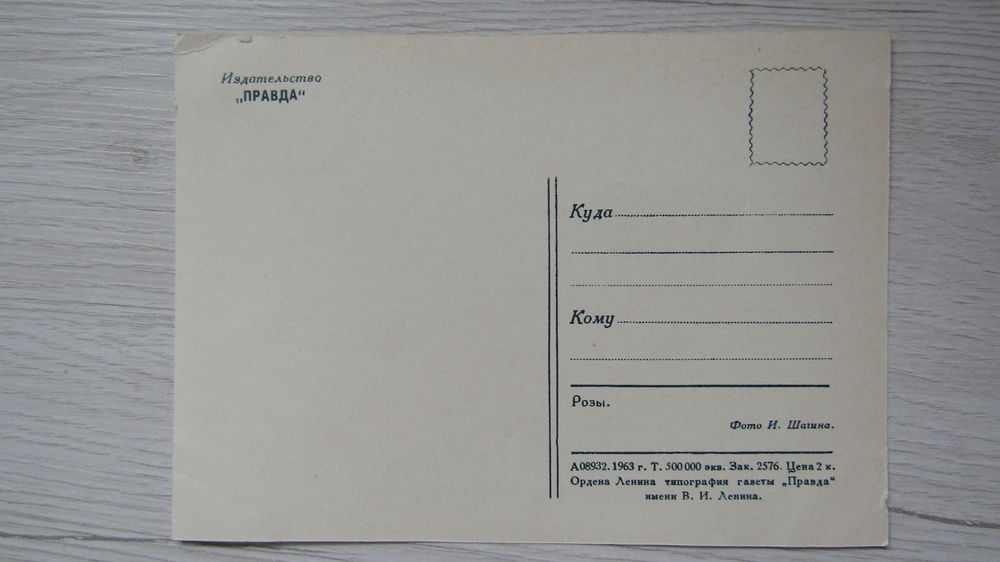 Издательство
„ПРАВДА“
Куда
Кому
Розы.
Фото И. Шагина.
А08932. 1963 г. Т. 500 000 экз. Зак. 2576. Цена 2 к.
Ордена Ленина типография газеты „Правда“
имени В. И. Ленина.